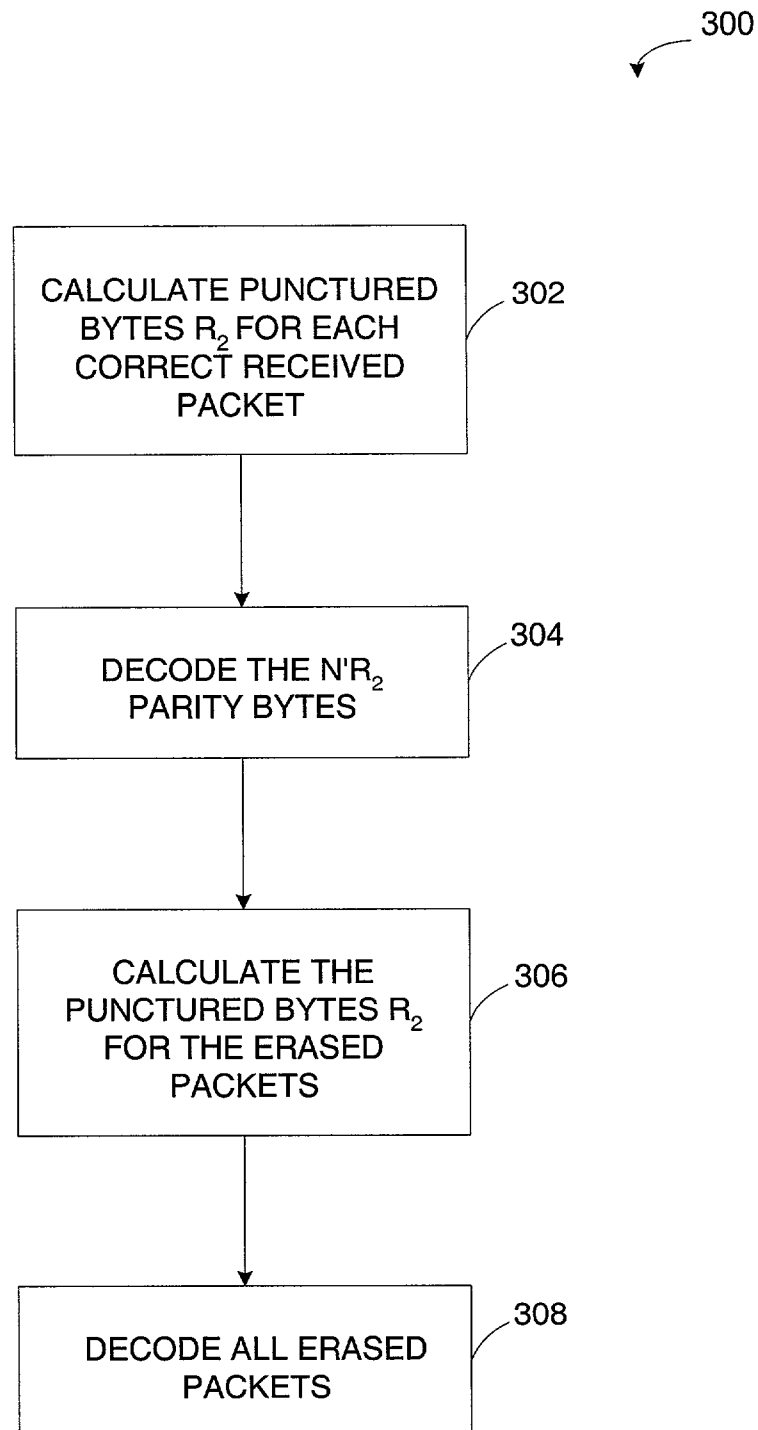 300
CALCULATE PUNCTURED
BYTES R₂ FOR EACH
CORRECT RECEIVED
PACKET
302
DECODE THE N'R₂
PARITY BYTES
304
CALCULATE THE
PUNCTURED BYTES R₂
FOR THE ERASED
PACKETS
306
DECODE ALL ERASED
PACKETS
308